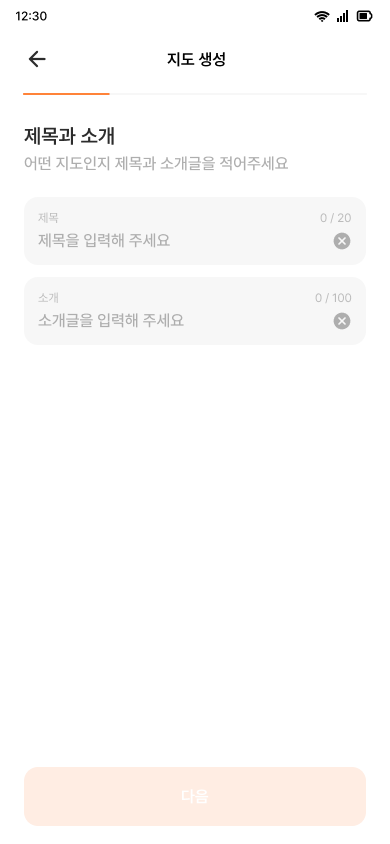 12:30
지도 생성
제목과 소개
어떤 지도인지 제목과 소개글을 적어주세요
제목
0 / 20
제목을 입력해 주세요
소개
0 / 100
소개글을 입력해 주세요
다음